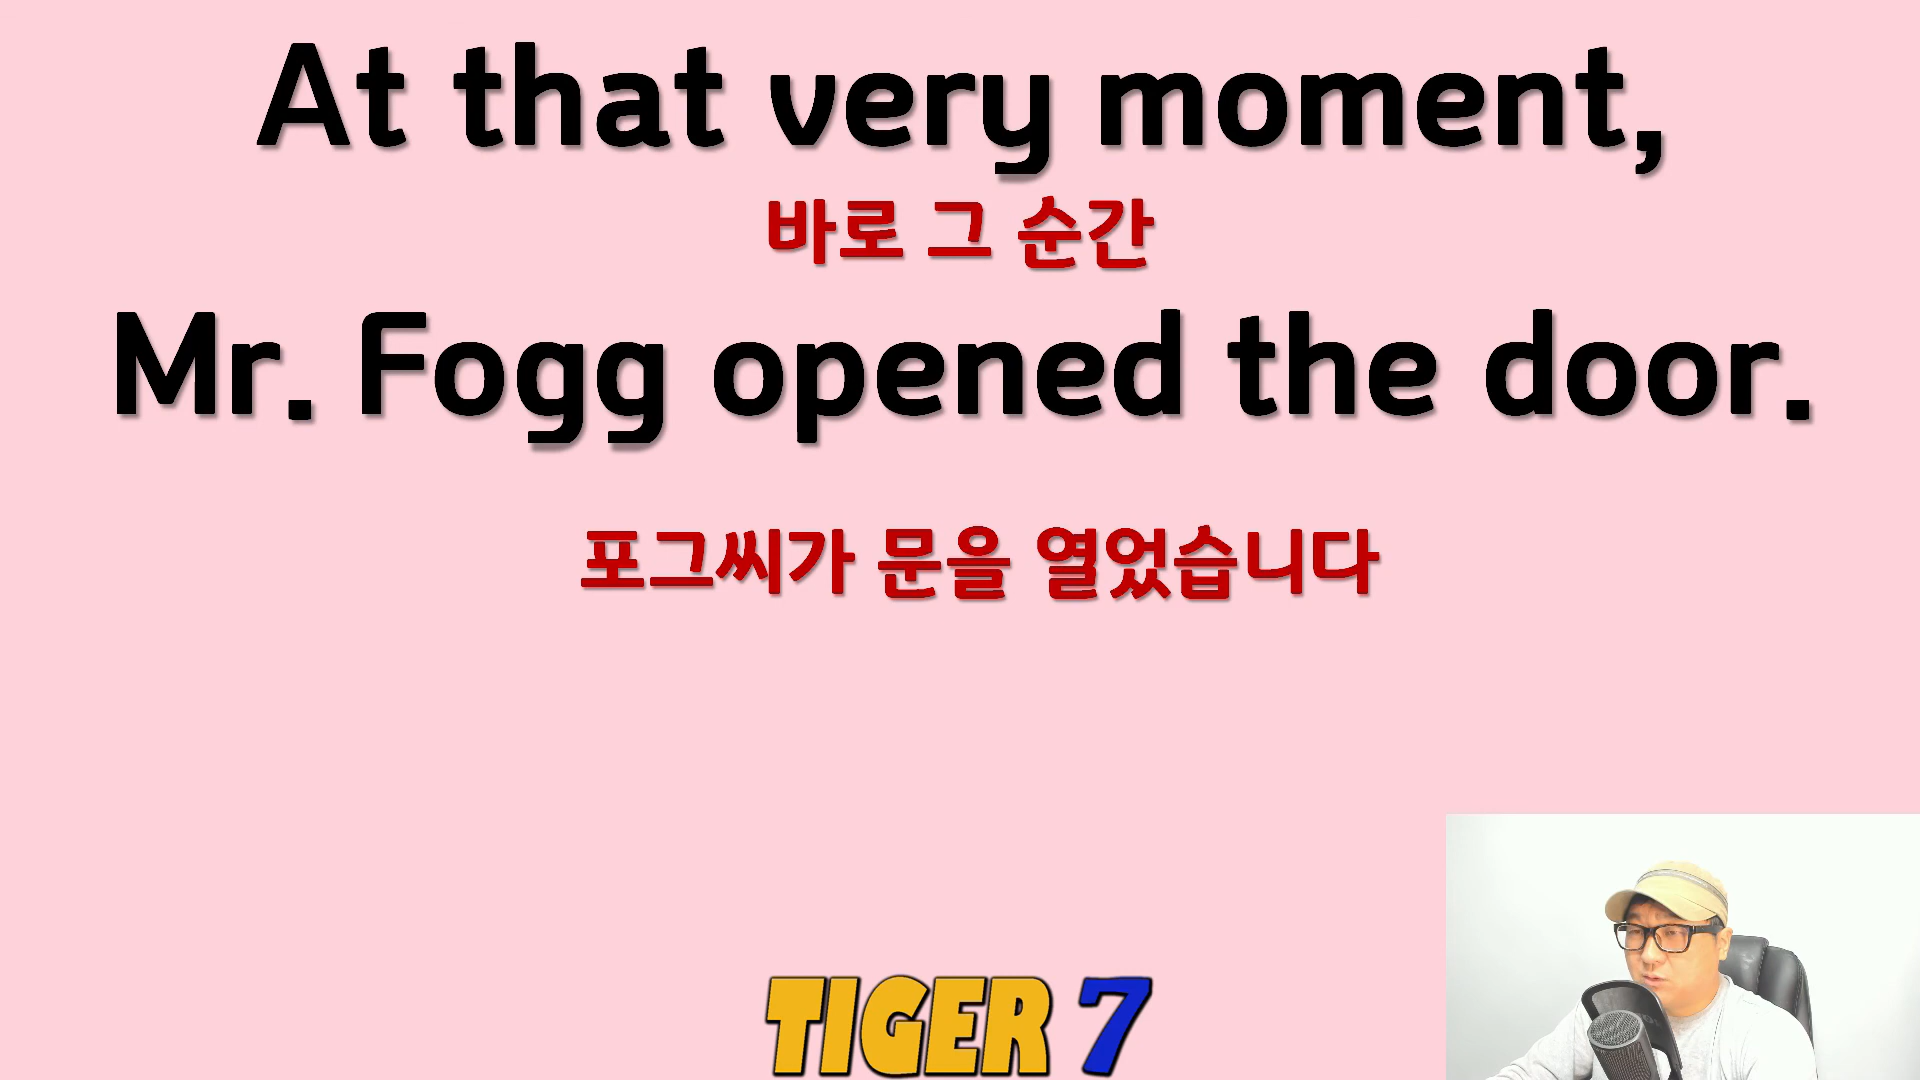 At that very moment,
바로 그 순간
Mr. Fogg opened the door.
포그씨가 문을 열었습니다
TIGER 7